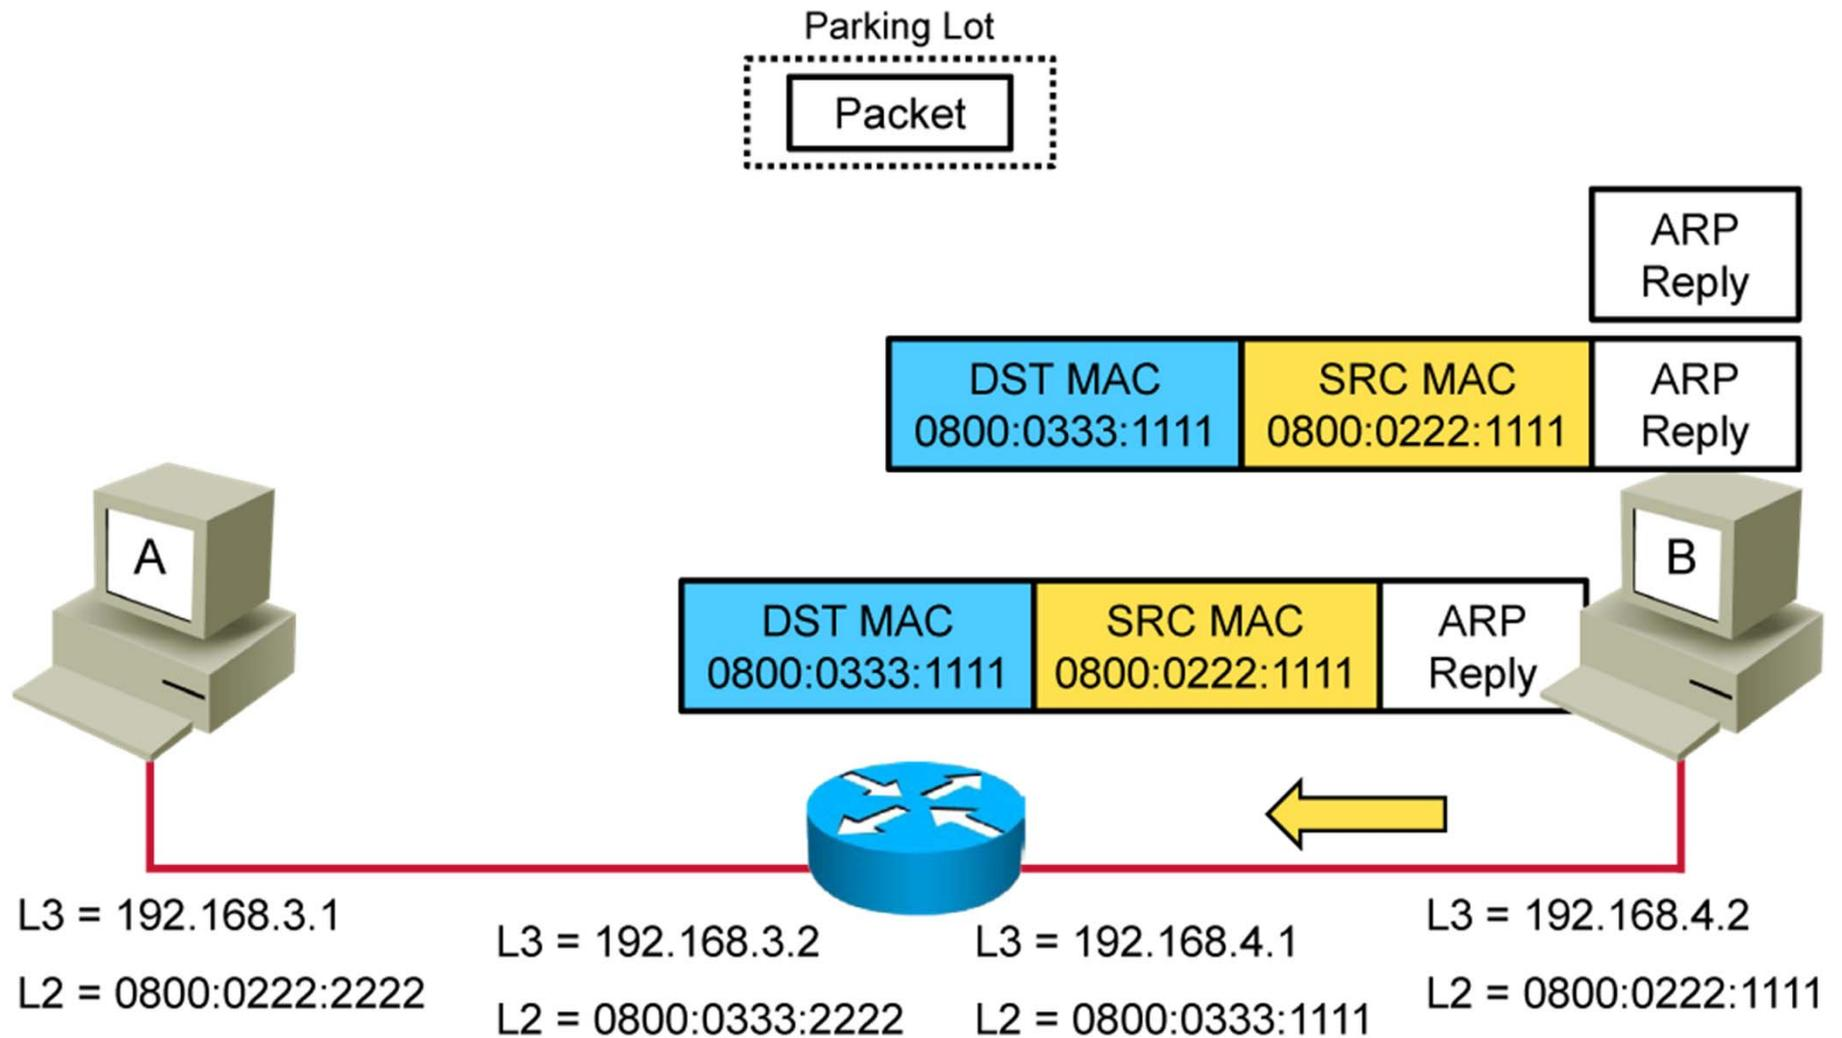 Parking Lot
Packet
ARP
Reply
DST MAC
0800:0333:1111
SRC MAC
0800:0222:1111
ARP
Reply
A
B
DST MAC
0800:0333:1111
SRC MAC
0800:0222:1111
ARP
Reply
L3 = 192.168.3.1
L2 = 0800:0222:2222
L3 = 192.168.3.2
L2 = 0800:0333:2222
L3 = 192.168.4.1
L2 = 0800:0333:1111
L3 = 192.168.4.2
L2 = 0800:0222:1111